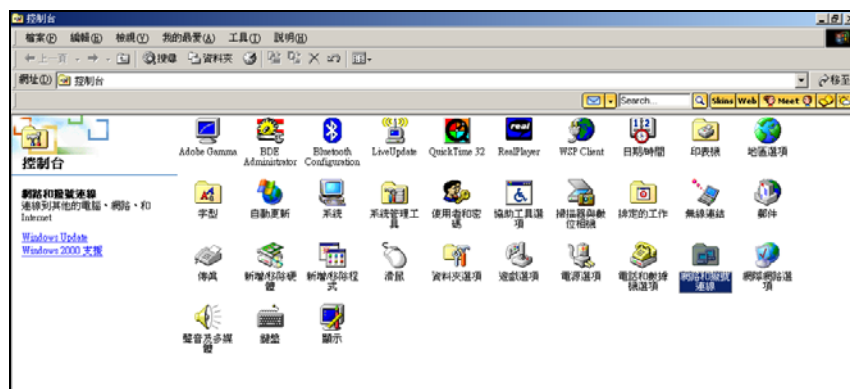 控制台
檔案(F) 編輯(E) 檢視(V) 我的最愛(A) 工具(T) 說明(H)
上一頁 搜尋 資料夾
網址(D) 控制台 移至
Search... Skins Web Meet
控制台
網路和撥號連線
連線到其他的電腦、網路、和
Internet
Windows Update
Windows 2000 支援
Adobe Gamma
BDE
Administrator
Bluetooth
Configuration
LiveUpdate
QuickTime 32
real
RealPlayer
WSP Client
日期/時間
印表機
地區選項
字型
自動更新
系統
系統管理工
具
使用者和密
碼
協助工具選
項
掃描器與數
位相機
排定的工作
無線連結
郵件
傳真
新增/移除硬
體
新增/移除程
式
滑鼠
資料夾選項
遊戲選項
電源選項
電話和數據
機選項
網路和撥號
連線
網際網路選
項
聲音及多媒
體
鍵盤
顯示